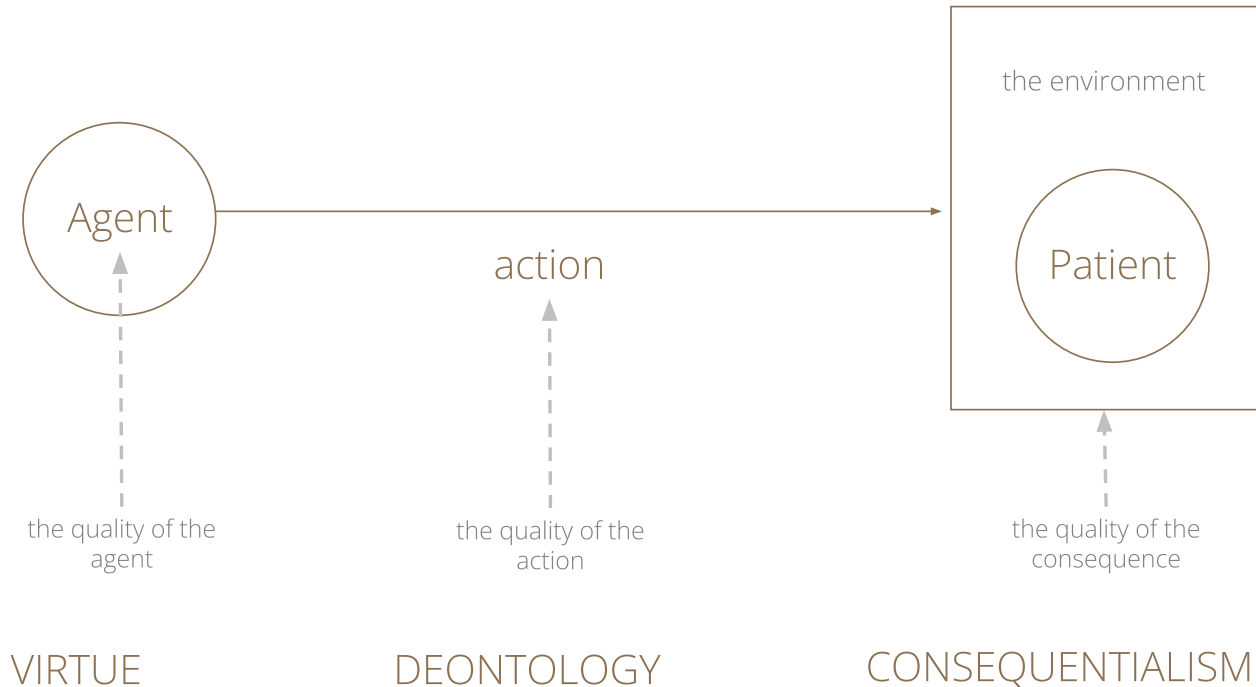 the environment
Agent
action
Patient
the quality of the
agent
the quality of the
action
the quality of the
consequence
VIRTUE
DEONTOLOGY
CONSEQUENTIALISM